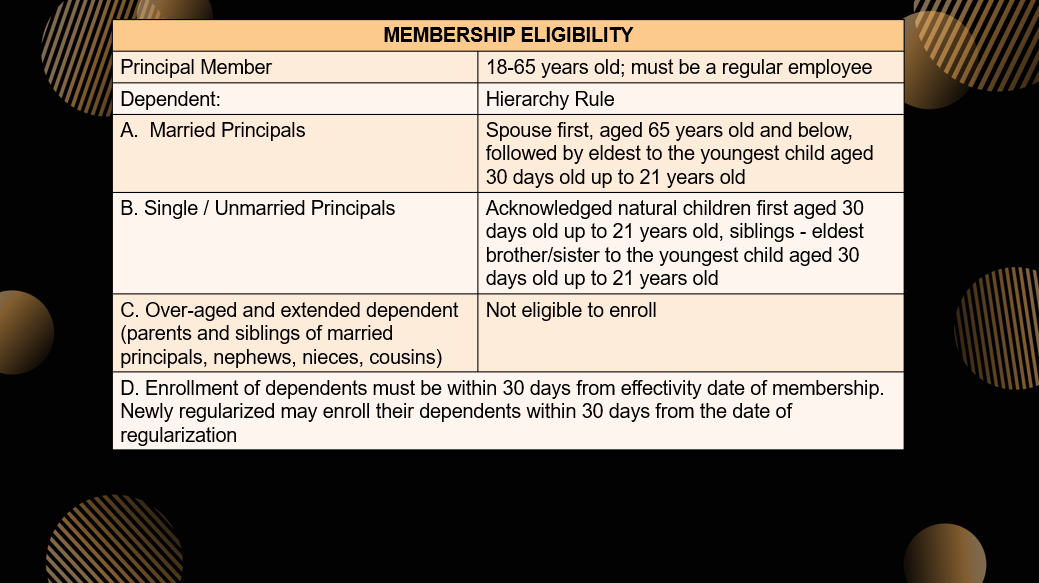 MEMBERSHIP ELIGIBILITY
Principal Member
18-65 years old; must be a regular employee
Dependent:
Hierarchy Rule
A.  Married Principals
Spouse first, aged 65 years old and below,
followed by eldest to the youngest child aged
30 days old up to 21 years old
B. Single / Unmarried Principals
Acknowledged natural children first aged 30
days old up to 21 years old, siblings - eldest
brother/sister to the youngest child aged 30
days old up to 21 years old
C. Over-aged and extended dependent
(parents and siblings of married
principals, nephews, nieces, cousins)
Not eligible to enroll
D. Enrollment of dependents must be within 30 days from effectivity date of membership.
Newly regularized may enroll their dependents within 30 days from the date of
regularization